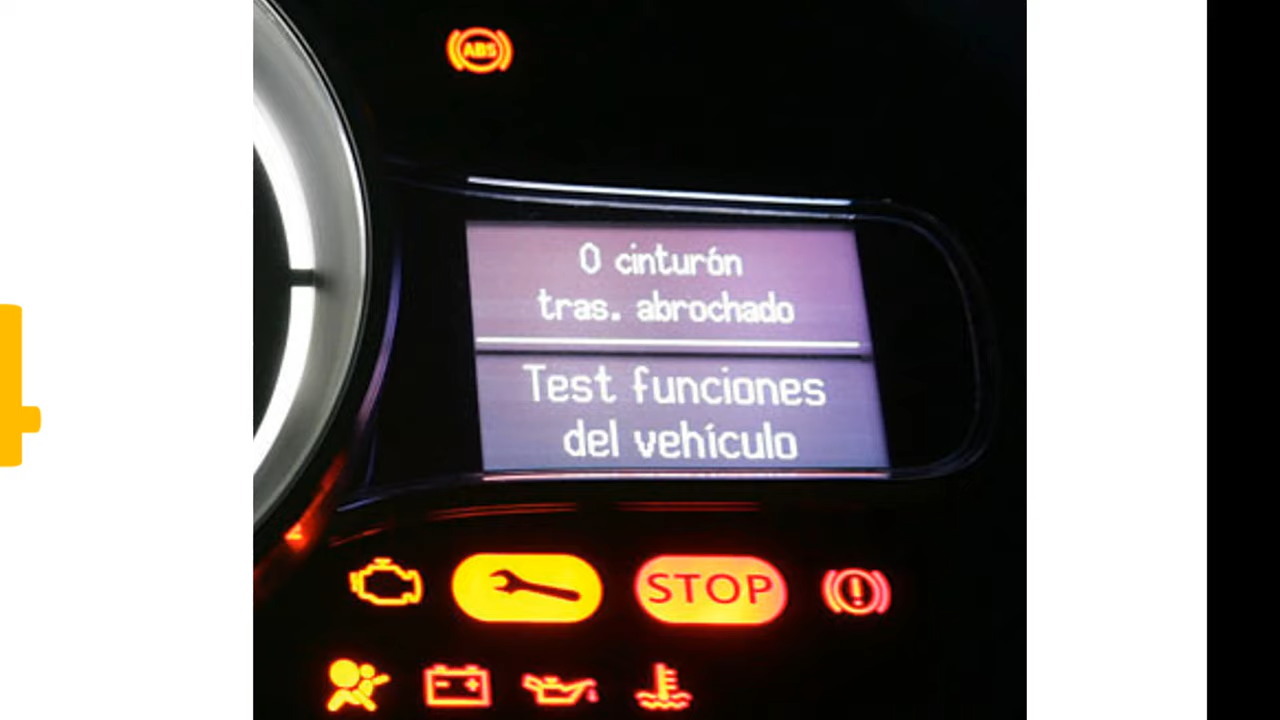 ABS
0 cinturón
tras. abrochado
Test funciones
del vehículo
STOP